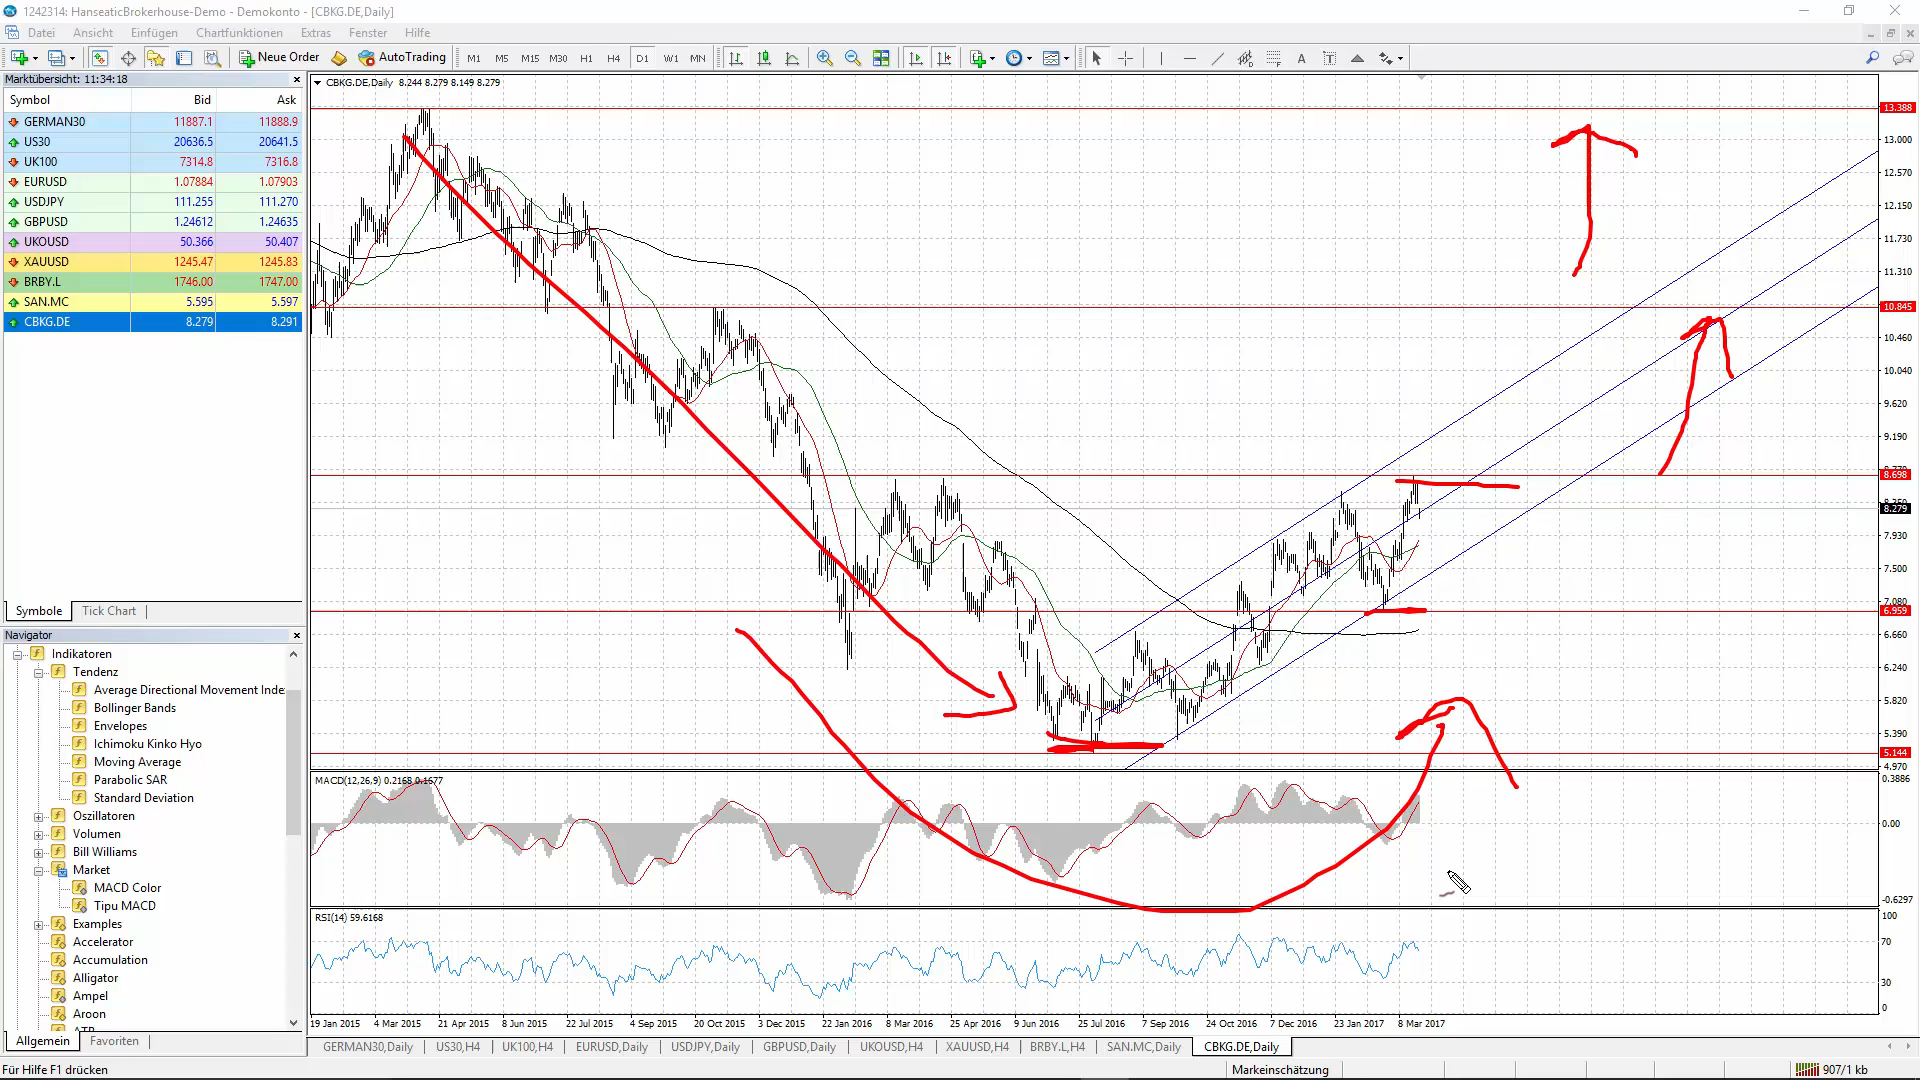 1242314: HanseaticBrokerhouse-Demo - Demokonto - [CBKG.DE,Daily]
Datei Ansicht Einfügen Chartfunktionen Extras Fenster Hilfe
Neue Order AutoTrading M1 M5 M15 M30 H1 H4 D1 W1 MN A T
Marktübersicht: 11:34:18
Symbol Bid Ask
GERMAN30 11887.1 11888.9
US30 20636.5 20641.5
UK100 7314.8 7316.8
EURUSD 1.07884 1.07903
USDJPY 111.255 111.270
GBPUSD 1.24612 1.24635
UKOUSD 50.366 50.407
XAUUSD 1245.47 1245.83
BRBY.L 1746.00 1747.00
SAN.MC 5.595 5.597
CBKG.DE 8.279 8.291
Symbole Tick Chart
Navigator
Indikatoren
Tendenz
Average Directional Movement Inde
Bollinger Bands
Envelopes
Ichimoku Kinko Hyo
Moving Average
Parabolic SAR
Standard Deviation
Oszillatoren
Volumen
Bill Williams
Market
MACD Color
Tipu MACD
Examples
Accelerator
Accumulation
Alligator
Ampel
Aroon
Allgemein Favoriten
CBKG.DE,Daily 8.244 8.279 8.149 8.279
13.388
13.000
12.570
12.150
11.730
11.310
10.845
10.460
10.040
9.620
9.190
8.698
8.279
7.930
7.500
7.080
6.959
6.660
6.240
5.820
5.390
5.144
4.970
MACD(12,26,9) 0.2168 0.1677
0.3886
0.00
-0.6297
RSI(14) 59.6168
100
70
30
0
19 Jan 2015 4 Mar 2015 21 Apr 2015 8 Jun 2015 22 Jul 2015 4 Sep 2015 20 Oct 2015 3 Dec 2015 22 Jan 2016 8 Mar 2016 25 Apr 2016 9 Jun 2016 25 Jul 2016 7 Sep 2016 24 Oct 2016 7 Dec 2016 23 Jan 2017 8 Mar 2017
GERMAN30,Daily US30,H4 UK100,H4 EURUSD,Daily USDJPY,Daily GBPUSD,Daily UKOUSD,H4 XAUUSD,H4 BRBY.L,H4 SAN.MC,Daily CBKG.DE,Daily
Für Hilfe F1 drücken Markeinschätzung 907/1 kb